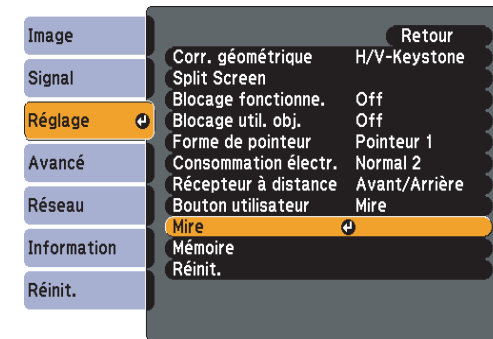 Image
Signal
Réglage
Avancé
Réseau
Information
Réinit.
Retour
Corr. géométrique H/V-Keystone
Split Screen
Blocage fonctionne. Off
Blocage util. obj. Off
Forme de pointeur Pointeur 1
Consommation électr. Normal 2
Récepteur à distance Avant/Arrière
Bouton utilisateur Mire
Mire
Mémoire
Réinit.